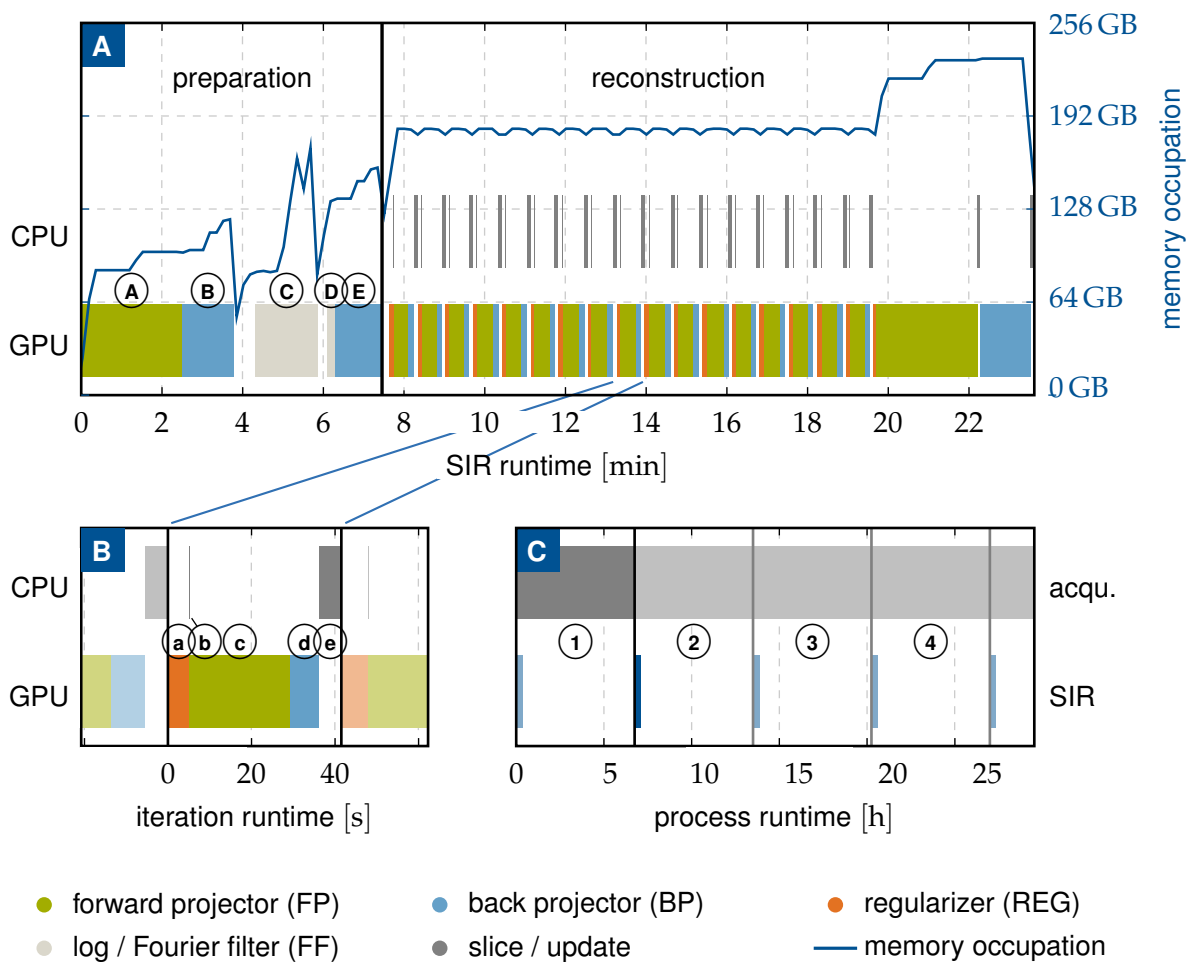 A
preparation
reconstruction
256 GB
192 GB
128 GB
64 GB
0 GB
memory occupation
CPU
GPU
A
B
C
D
E
0 2 4 6 8 10 12 14 16 18 20 22
SIR runtime [min]
B
CPU
GPU
a
b
c
d
e
0 20 40
iteration runtime [s]
C
acqu.
SIR
1
2
3
4
0 5 10 15 20 25
process runtime [h]
forward projector (FP)
back projector (BP)
regularizer (REG)
log / Fourier filter (FF)
slice / update
memory occupation